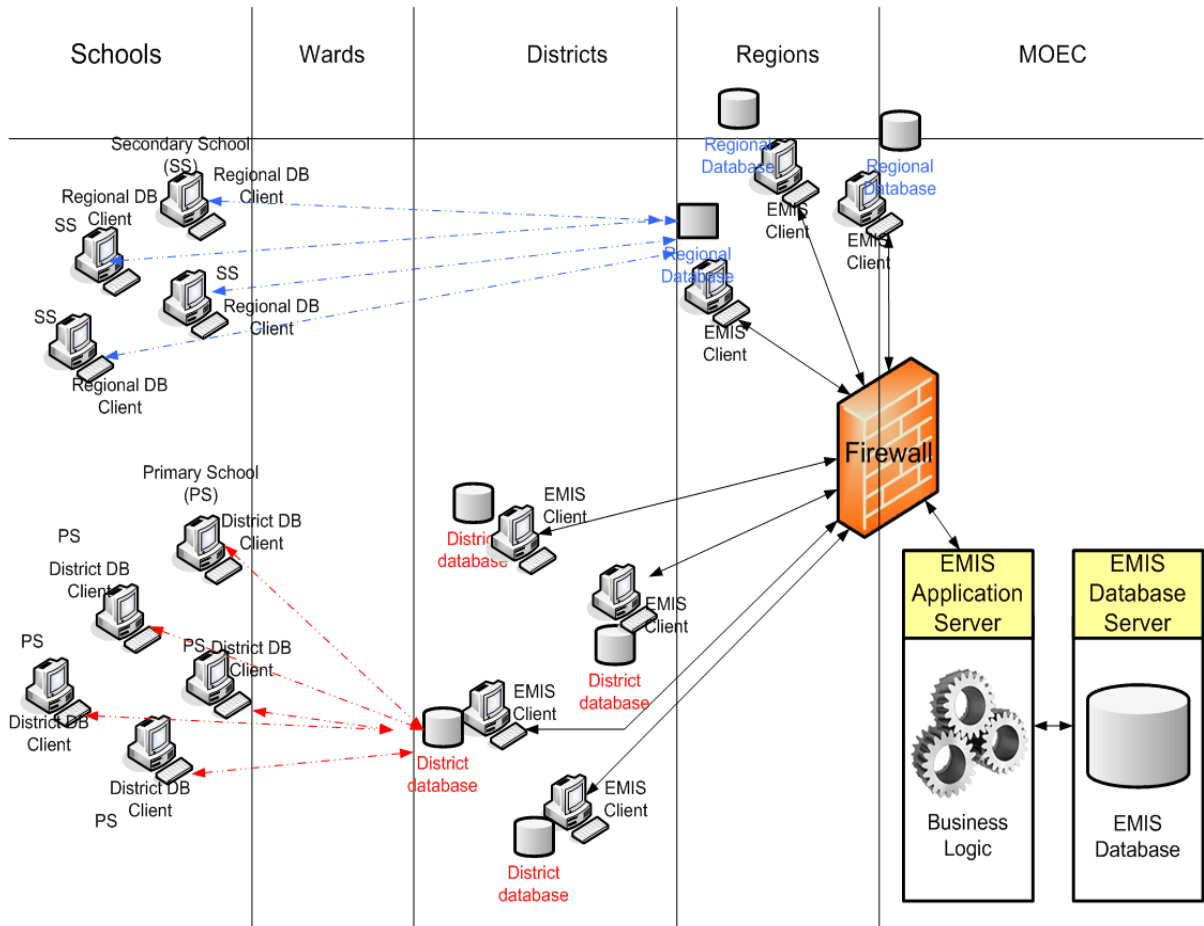 Schools
Wards
Districts
Regions
MOEC
Secondary School
(SS)
Regional DB
Client
Regional DB
Client
SS
SS
Regional DB
Client
SS
Regional DB
Client
Regional
Database
EMIS
Client
Regional
Database
EMIS
Client
Regional
Database
EMIS
Client
Firewall
Primary School
(PS)
District DB
Client
PS
District DB
Client
PS
District DB
Client
PS
District DB
Client
District DB
Client
PS
EMIS
Client
District
database
EMIS
Client
District
database
EMIS
Client
District
database
EMIS
Client
District
database
EMIS
Application
Server
Business
Logic
EMIS
Database
Server
EMIS
Database